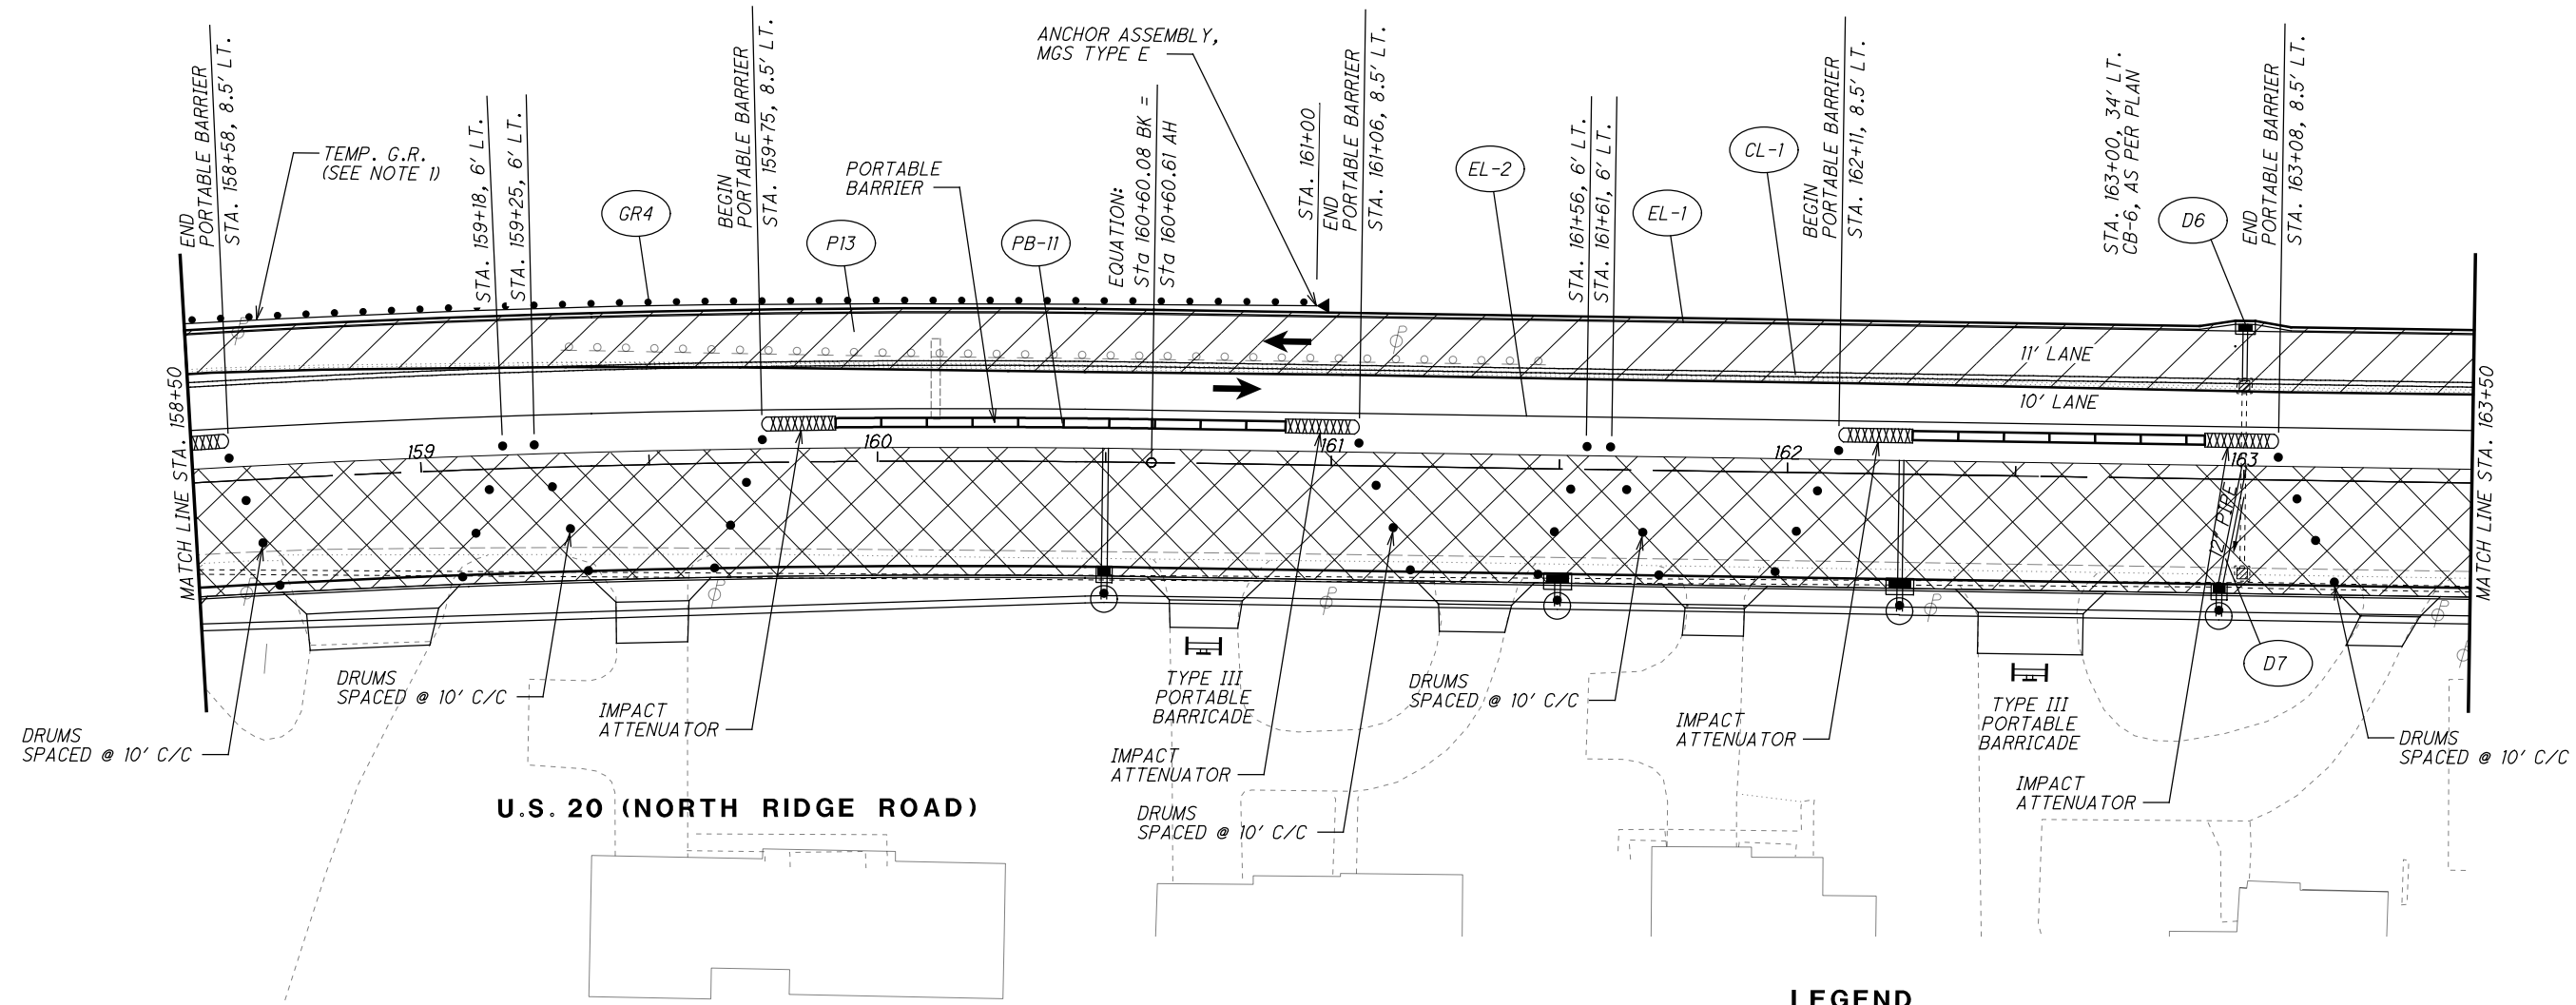 END
PORTABLE BARRIER
STA. 158+58, 8.5' LT.
TEMP. G.R.
(SEE NOTE 1)
STA. 159+18, 6' LT.
STA. 159+25, 6' LT.
GR4
BEGIN
PORTABLE BARRIER
STA. 159+75, 8.5' LT.
PORTABLE
BARRIER
P13
PB-11
ANCHOR ASSEMBLY,
MGS TYPE E
EQUATION:
Sta 160+60.08 BK =
Sta 160+60.61 AH
STA. 161+00
END
PORTABLE BARRIER
STA. 161+06, 8.5' LT.
EL-2
STA. 161+56, 6' LT.
STA. 161+61, 6' LT.
EL-1
CL-1
BEGIN
PORTABLE BARRIER
STA. 162+11, 8.5' LT.
STA. 163+00, 34' LT.
CB-6, AS PER PLAN
D6
END
PORTABLE BARRIER
STA. 163+08, 8.5' LT.
11' LANE
10' LANE
MATCH LINE STA. 158+50
159
160
161
162
163
12" PIPE
MATCH LINE STA. 163+50
DRUMS
SPACED @ 10' C/C
DRUMS
SPACED @ 10' C/C
IMPACT
ATTENUATOR
TYPE III
PORTABLE
BARRICADE
IMPACT
ATTENUATOR
DRUMS
SPACED @ 10' C/C
DRUMS
SPACED @ 10' C/C
IMPACT
ATTENUATOR
TYPE III
PORTABLE
BARRICADE
IMPACT
ATTENUATOR
D7
DRUMS
SPACED @ 10' C/C
U.S. 20 (NORTH RIDGE ROAD)
LEGEND